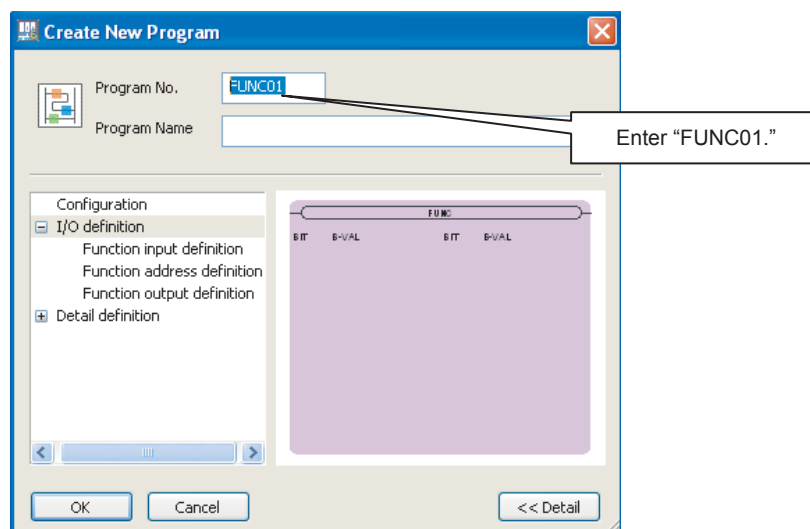 Create New Program
Program No.
FUNC01
Program Name
Enter “FUNC01.”
Configuration
I/O definition
Function input definition
Function address definition
Function output definition
Detail definition
FUNC
BIT B-VAL BIT B-VAL
OK Cancel << Detail